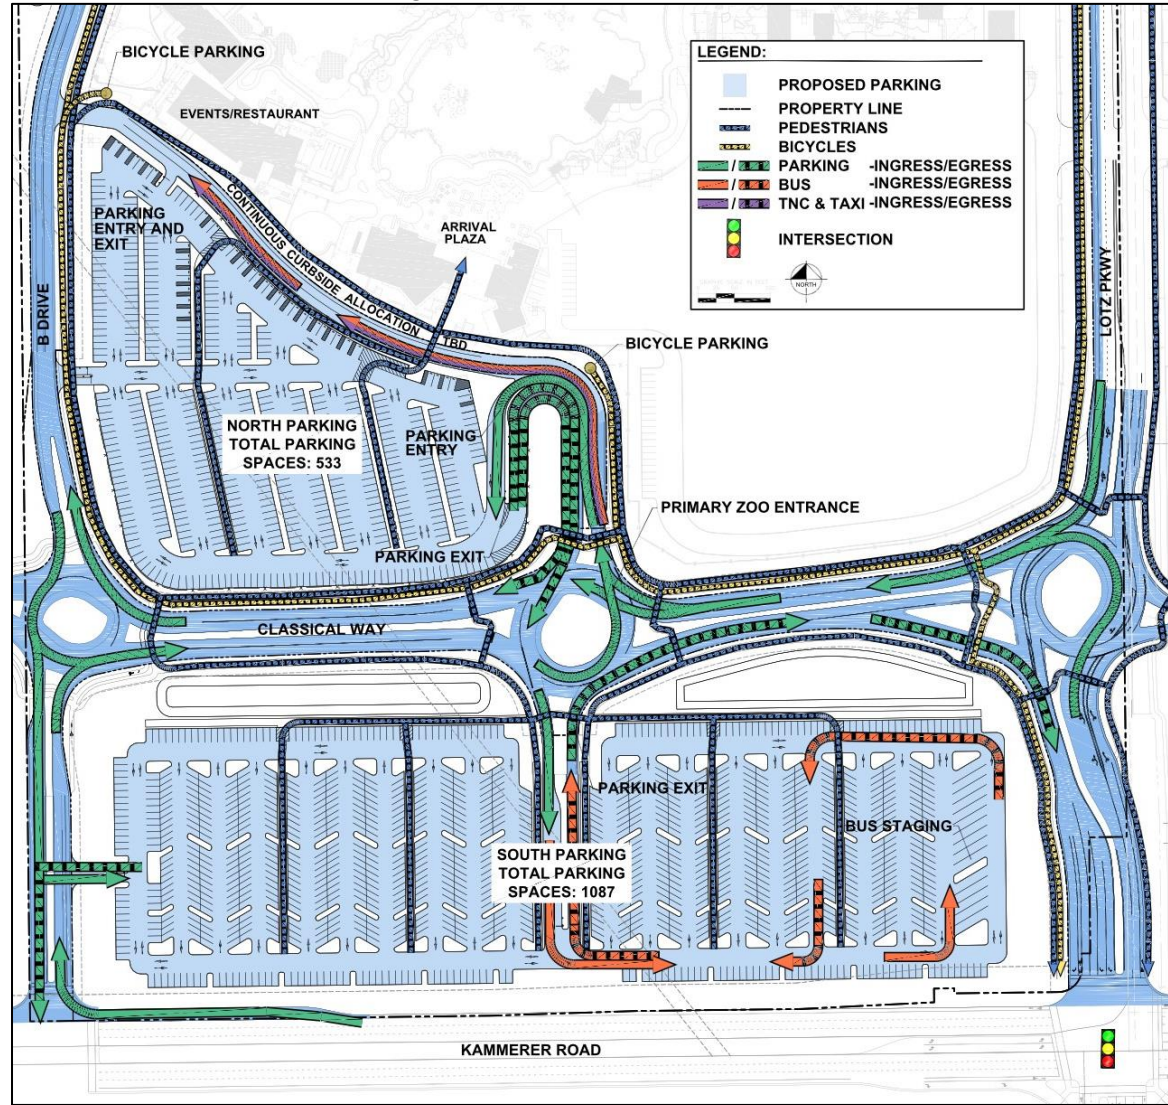 BICYCLE PARKING
EVENTS/RESTAURANT
LEGEND:
PROPOSED PARKING
PROPERTY LINE
PEDESTRIANS
BICYCLES
/ PARKING -INGRESS/EGRESS
/ BUS -INGRESS/EGRESS
/ TNC & TAXI -INGRESS/EGRESS
INTERSECTION
NORTH
PARKING
ENTRY AND
EXIT
CONTINUOUS CURBSIDE ALLOCATION TBD
ARRIVAL
PLAZA
B DRIVE
LOTZ PKWY
BICYCLE PARKING
NORTH PARKING
TOTAL PARKING
SPACES: 533
PARKING
ENTRY
PRIMARY ZOO ENTRANCE
PARKING EXIT
CLASSICAL WAY
PARKING EXIT
BUS STAGING
SOUTH PARKING
TOTAL PARKING
SPACES: 1087
KAMMERER ROAD